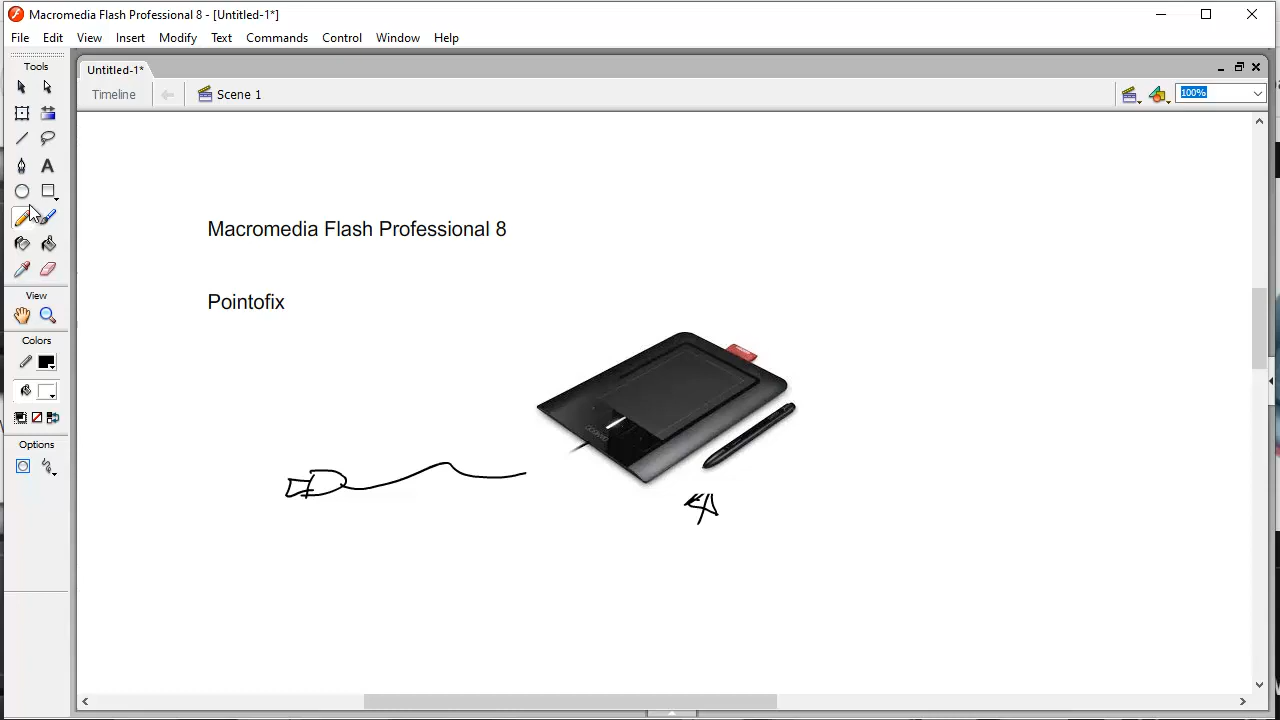 Macromedia Flash Professional 8 - [Untitled-1*]
File Edit View Insert Modify Text Commands Control Window Help
Tools
Untitled-1*
Timeline Scene 1 100%
A
Macromedia Flash Professional 8
Pointofix
View
Colors
Options